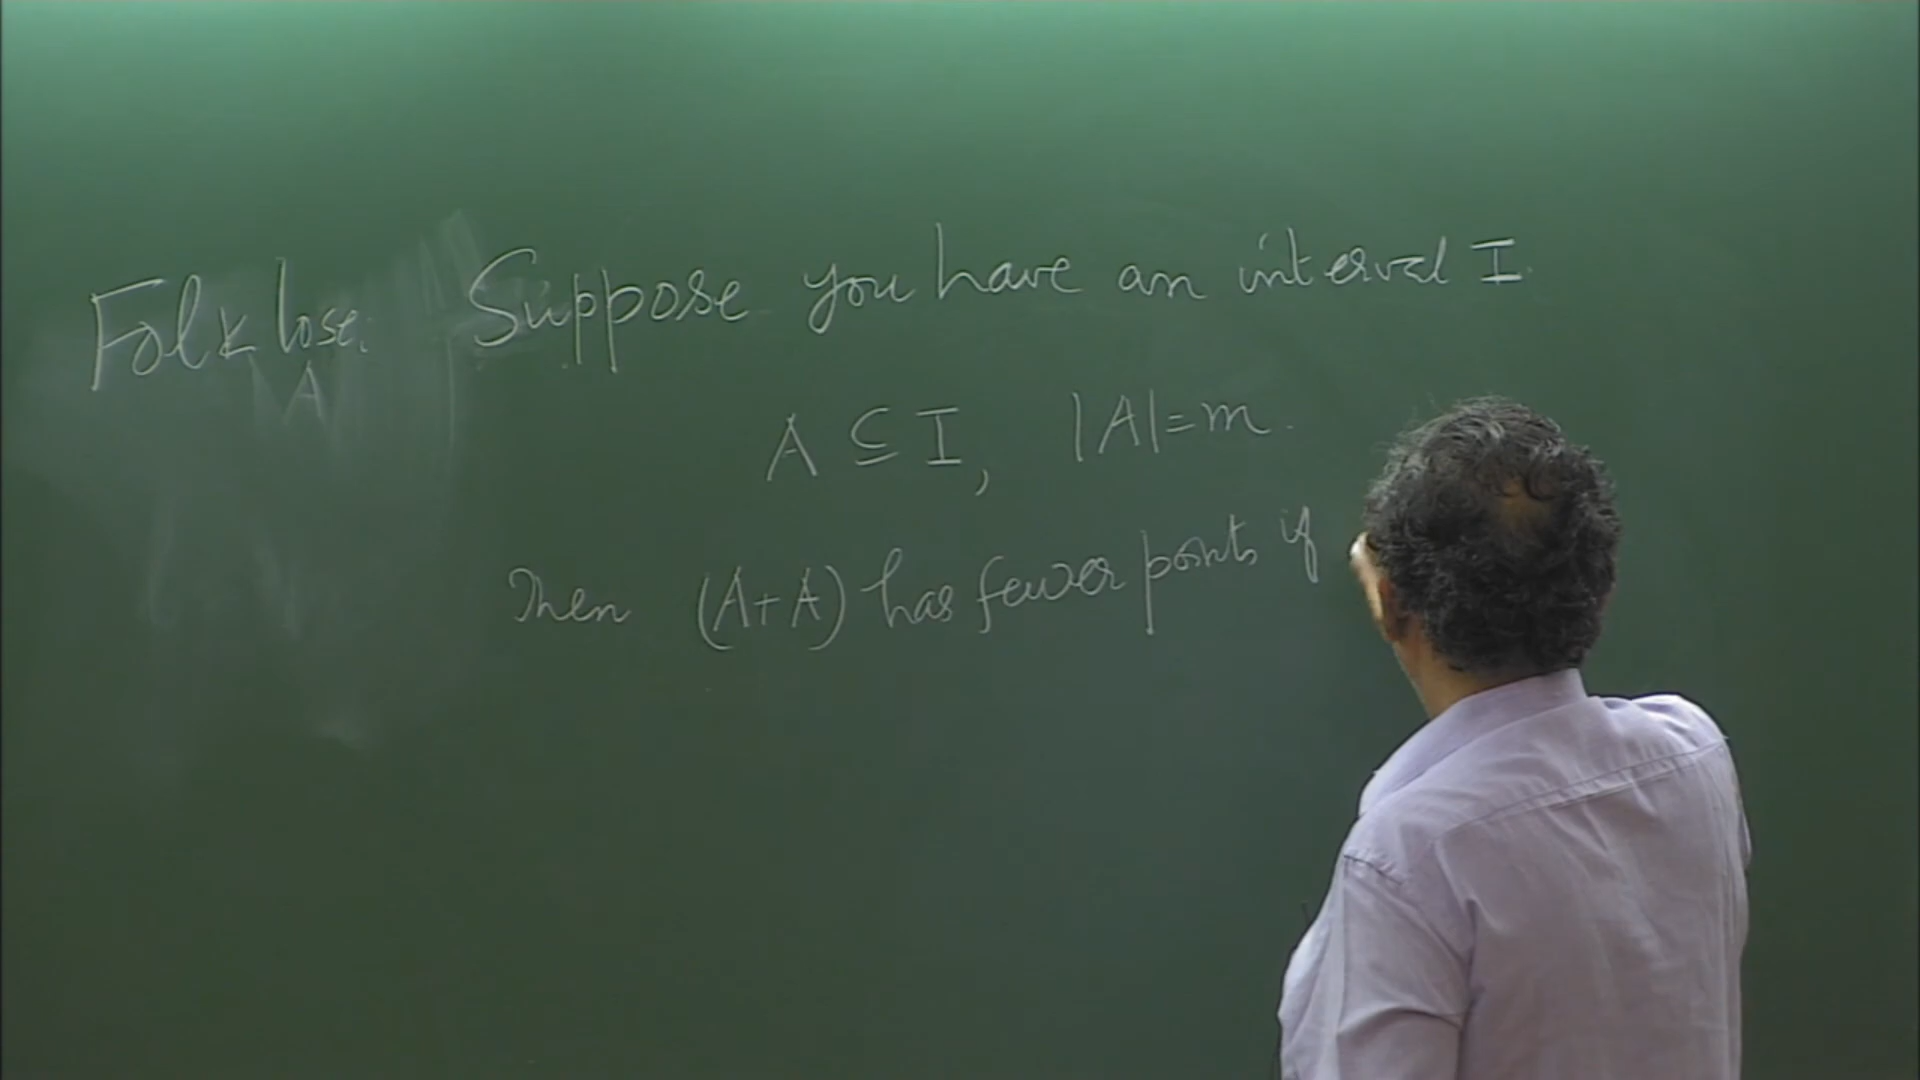 Folklore: Suppose you have an interval I.
A
A ⊆ I, |A|=m.
Then (A+A) has fewer points if